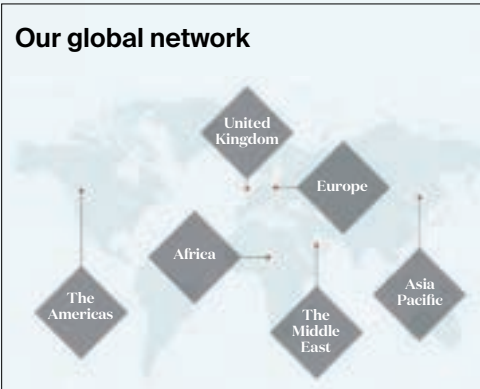 Our global network
United
Kingdom
Europe
Africa
The
Americas
The
Middle
East
Asia
Pacific